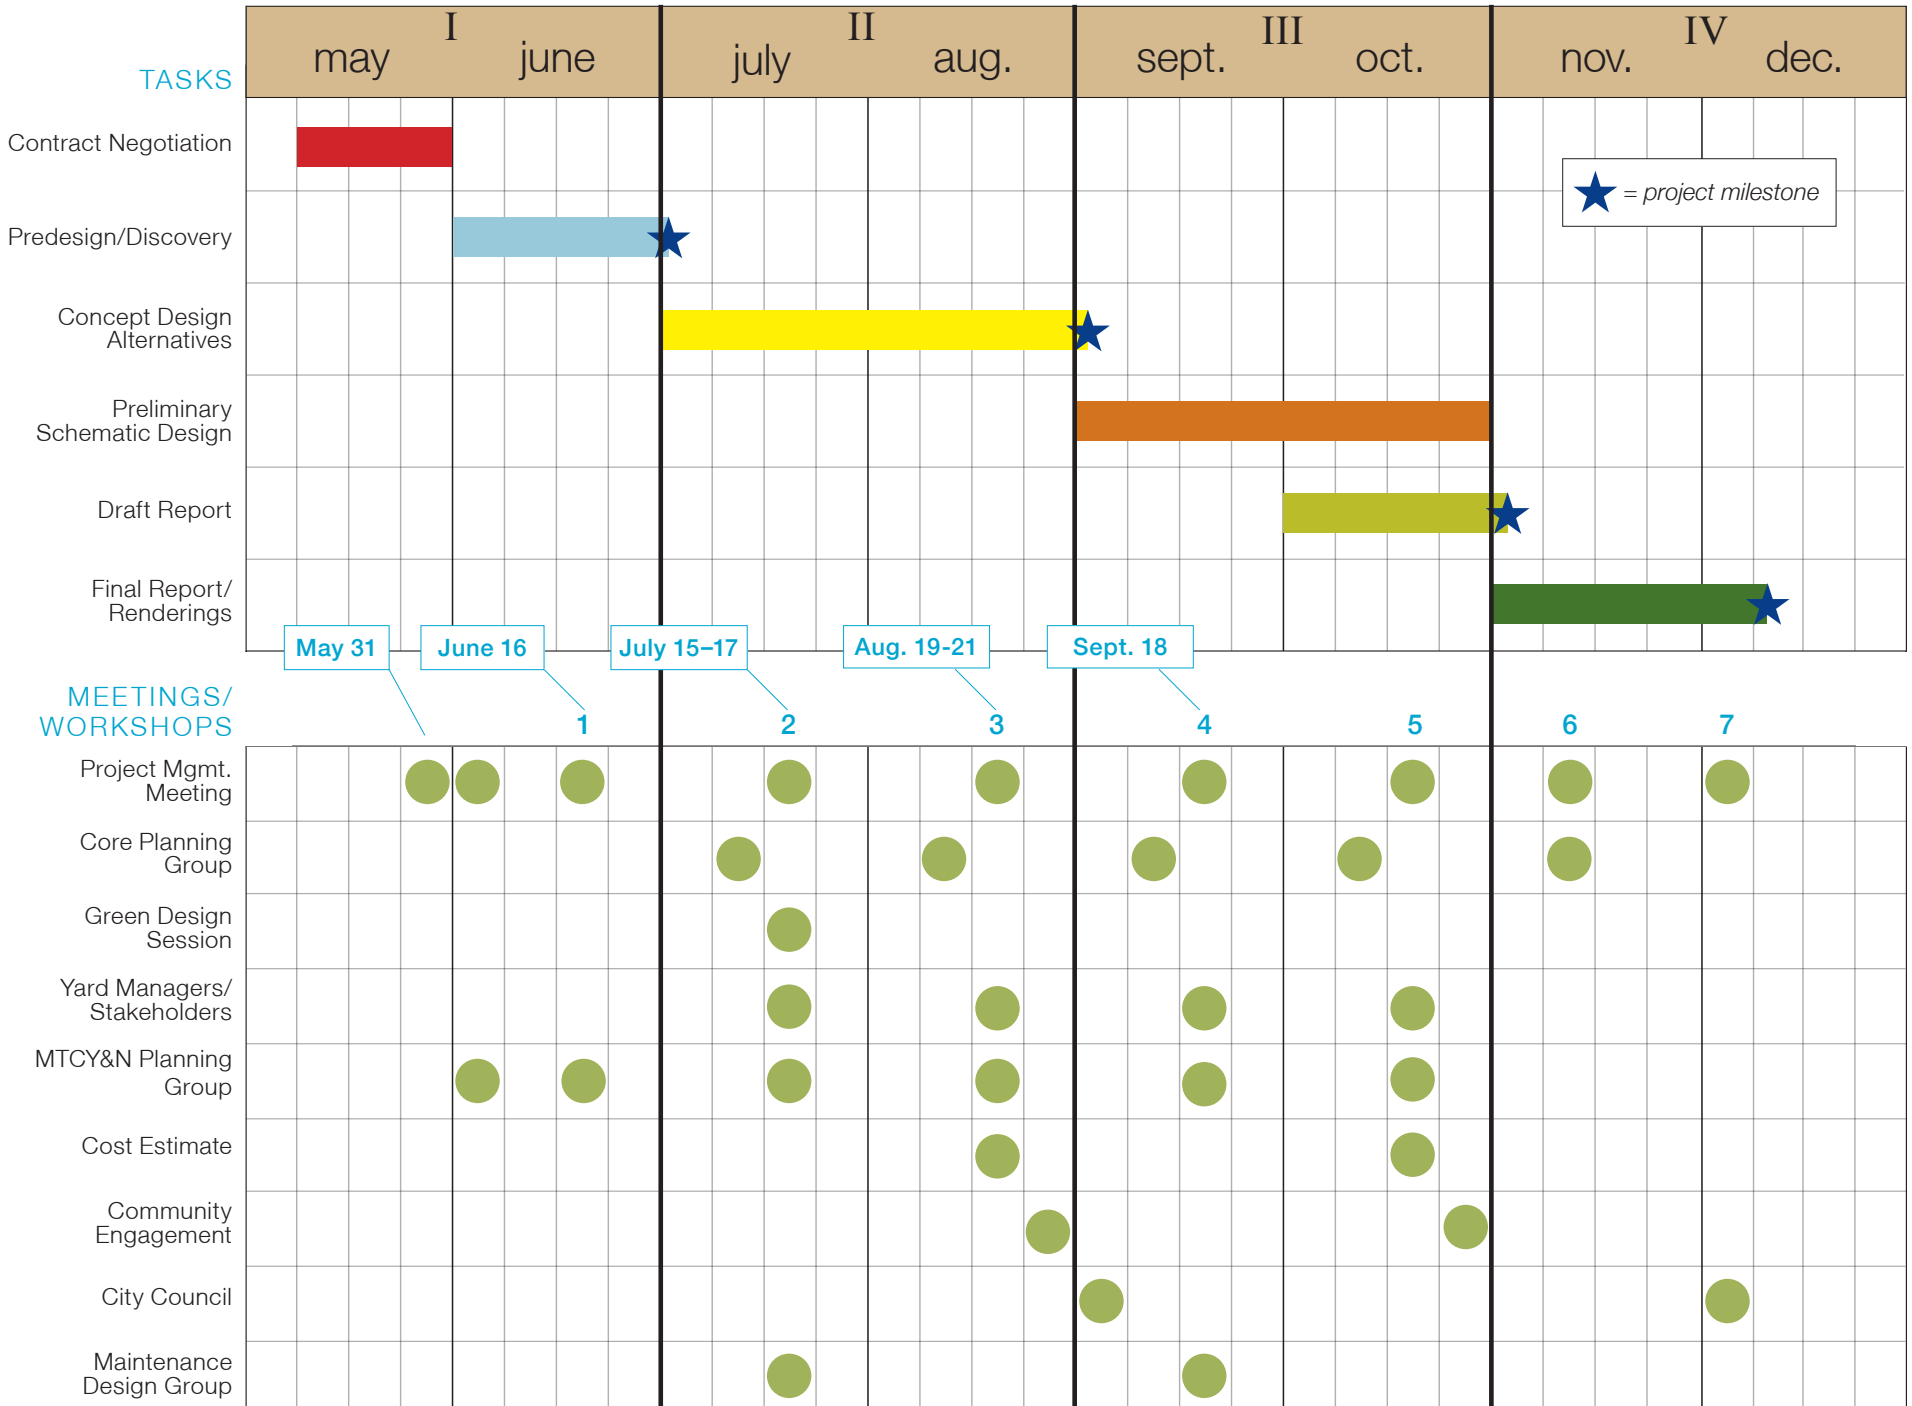 I
II
III
IV
may
june
july
aug.
sept.
oct.
nov.
dec.
TASKS
Contract Negotiation
= project milestone
Predesign/Discovery
Concept Design
Alternatives
Preliminary
Schematic Design
Draft Report
Final Report/
Renderings
May 31
June 16
July 15–17
Aug. 19-21
Sept. 18
MEETINGS/
WORKSHOPS
1
2
3
4
5
6
7
Project Mgmt.
Meeting
Core Planning
Group
Green Design
Session
Yard Managers/
Stakeholders
MTCY&N Planning
Group
Cost Estimate
Community
Engagement
City Council
Maintenance
Design Group